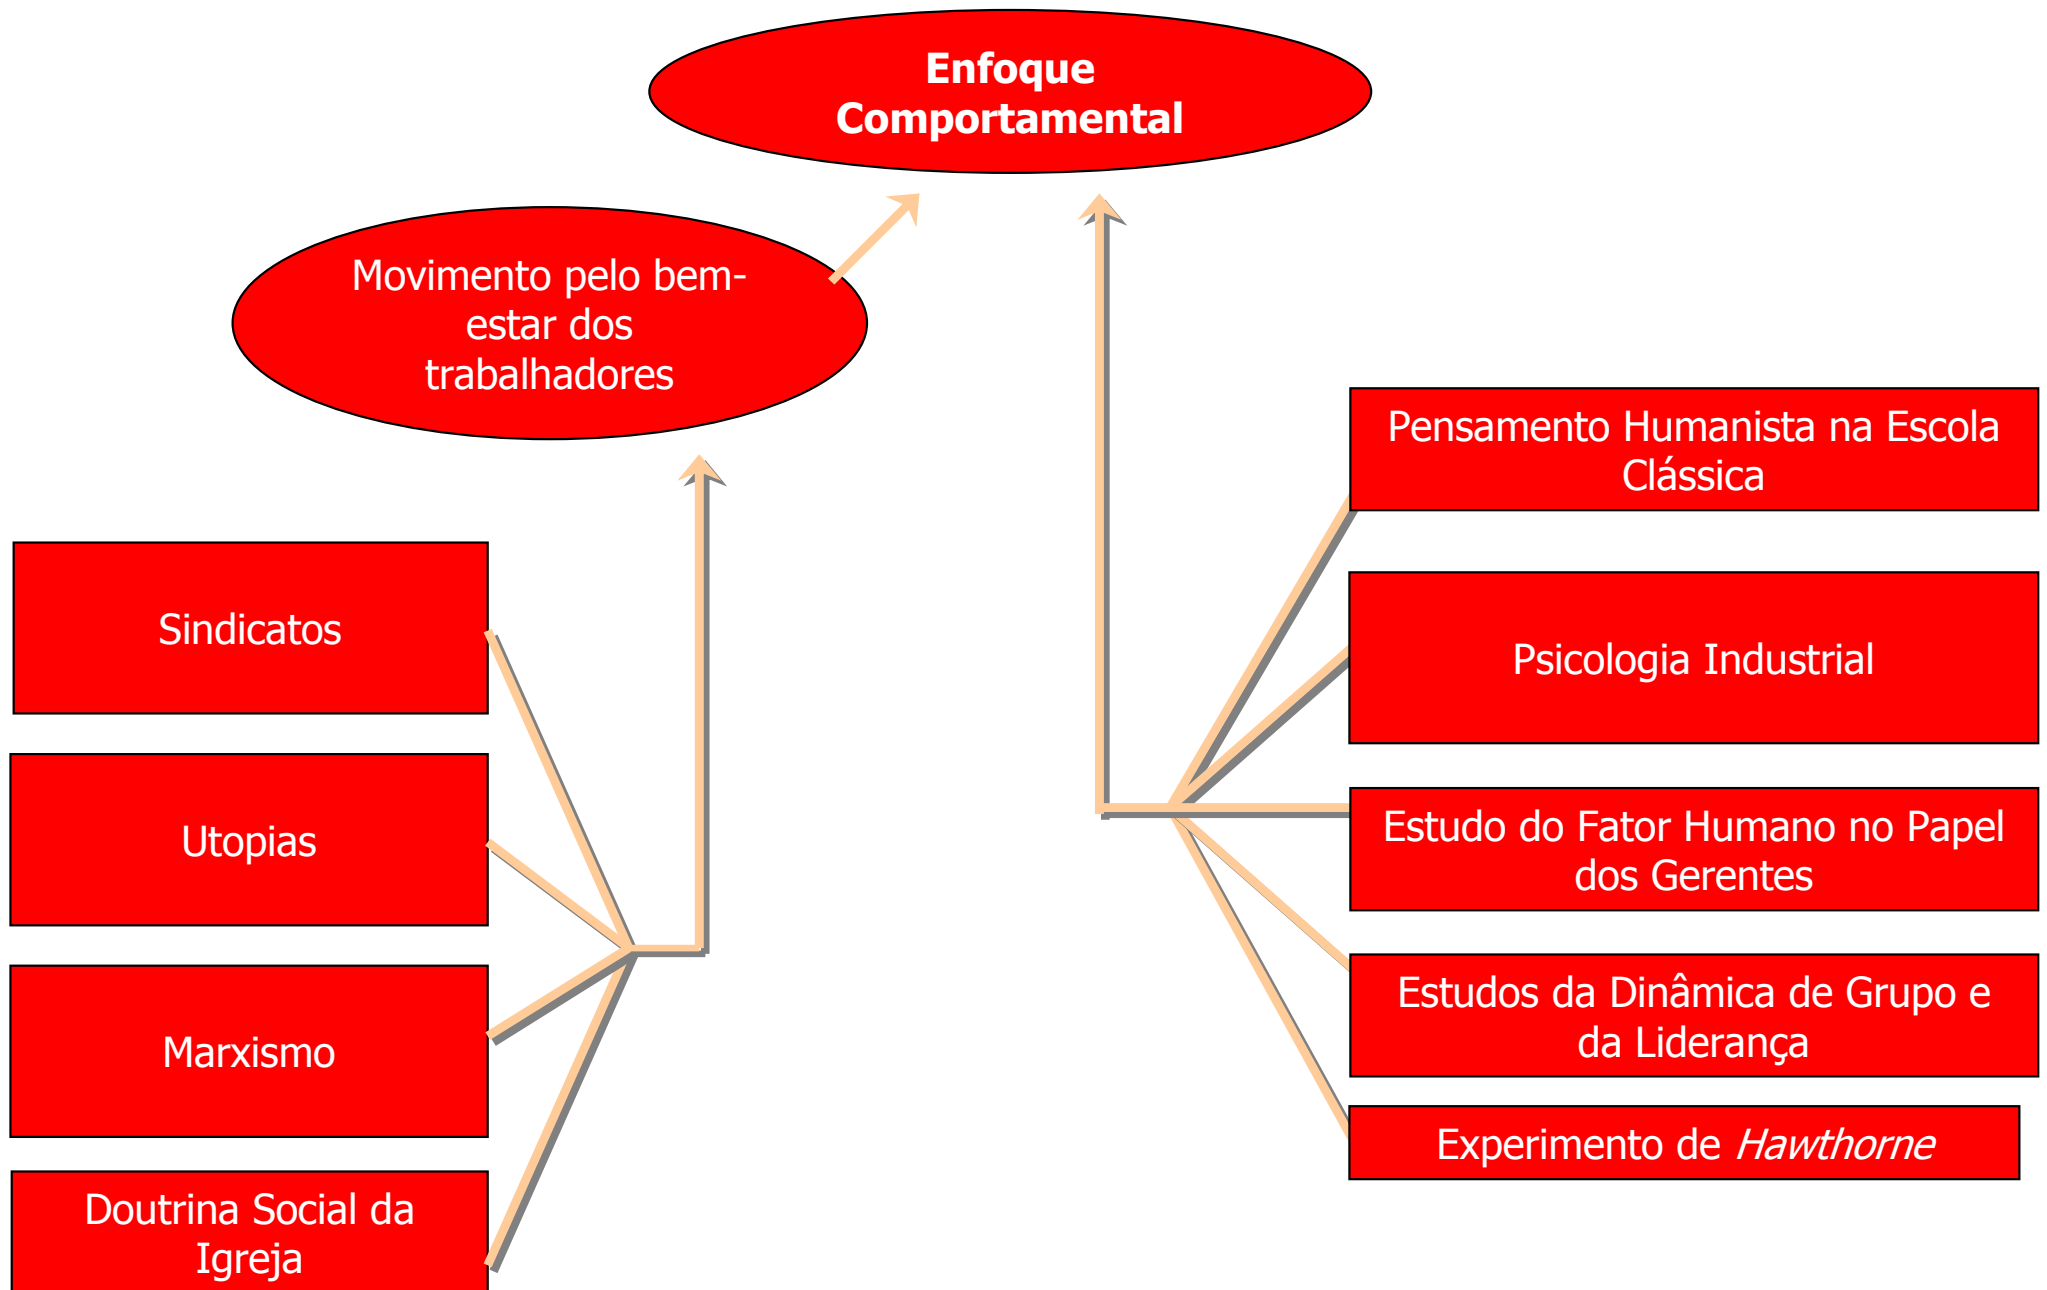 Enfoque
Comportamental
Movimento pelo bem-
estar dos
trabalhadores
Sindicatos
Utopias
Marxismo
Doutrina Social da
Igreja
Pensamento Humanista na Escola
Clássica
Psicologia Industrial
Estudo do Fator Humano no Papel
dos Gerentes
Estudos da Dinâmica de Grupo e
da Liderança
Experimento de Hawthorne